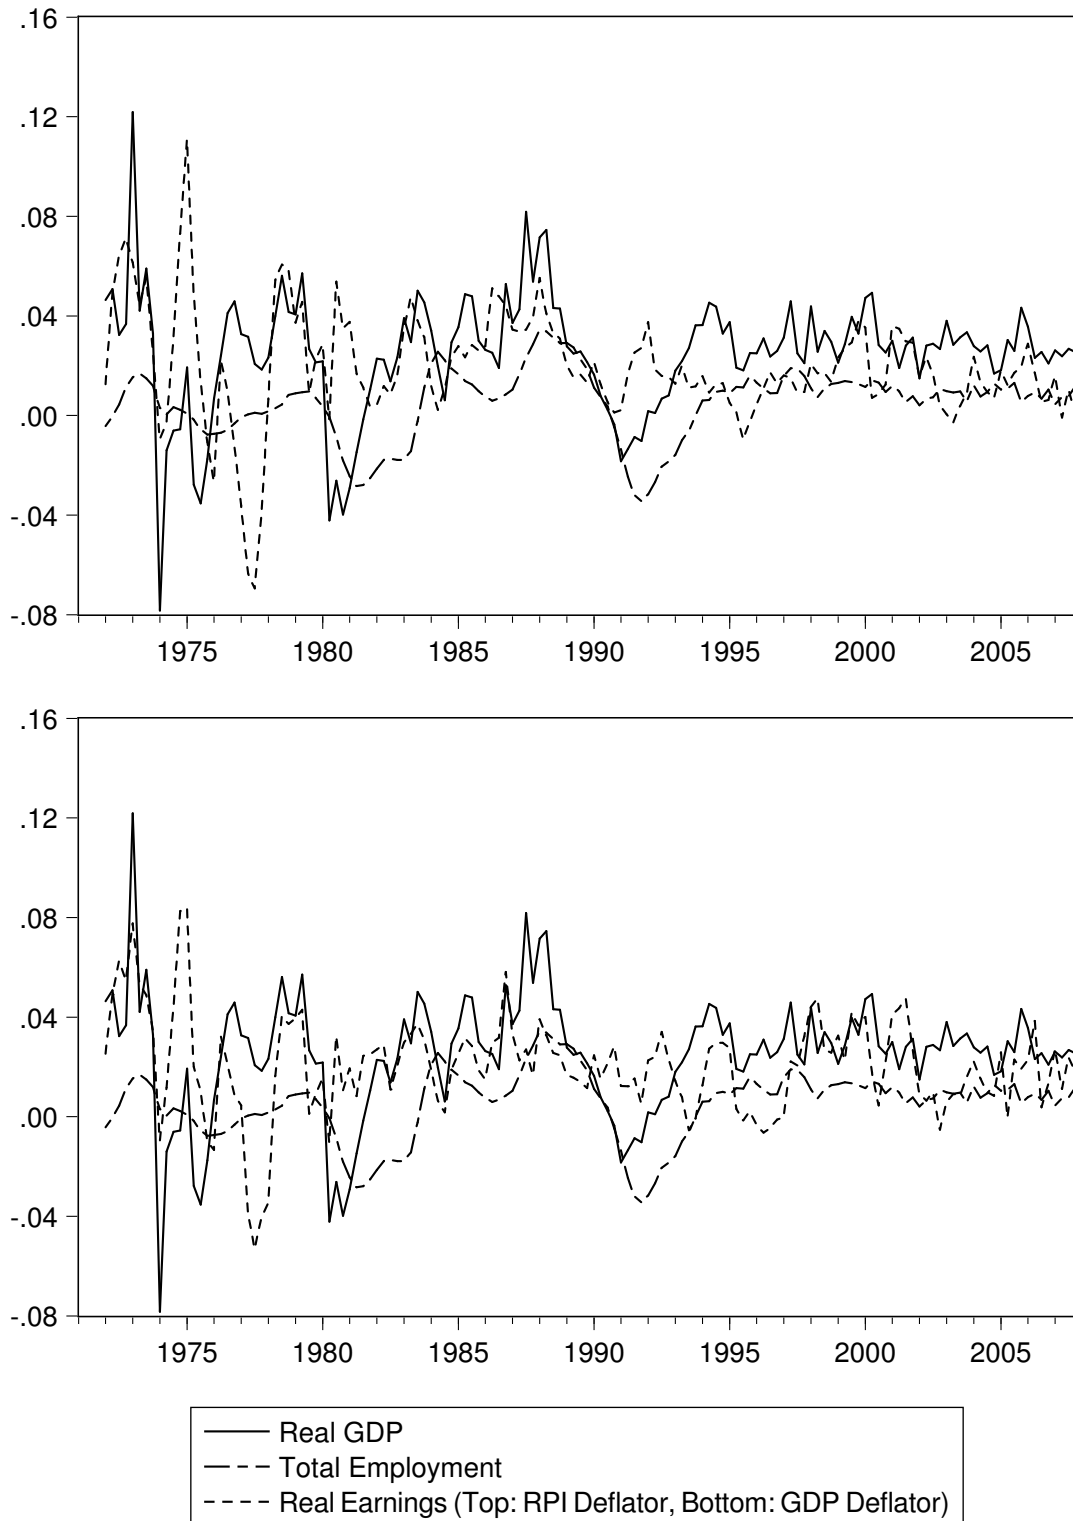 .16
.12
.08
.04
.00
-.04
-.08
1975 1980 1985 1990 1995 2000 2005
.16
.12
.08
.04
.00
-.04
-.08
1975 1980 1985 1990 1995 2000 2005
Real GDP
Total Employment
Real Earnings (Top: RPI Deflator, Bottom: GDP Deflator)